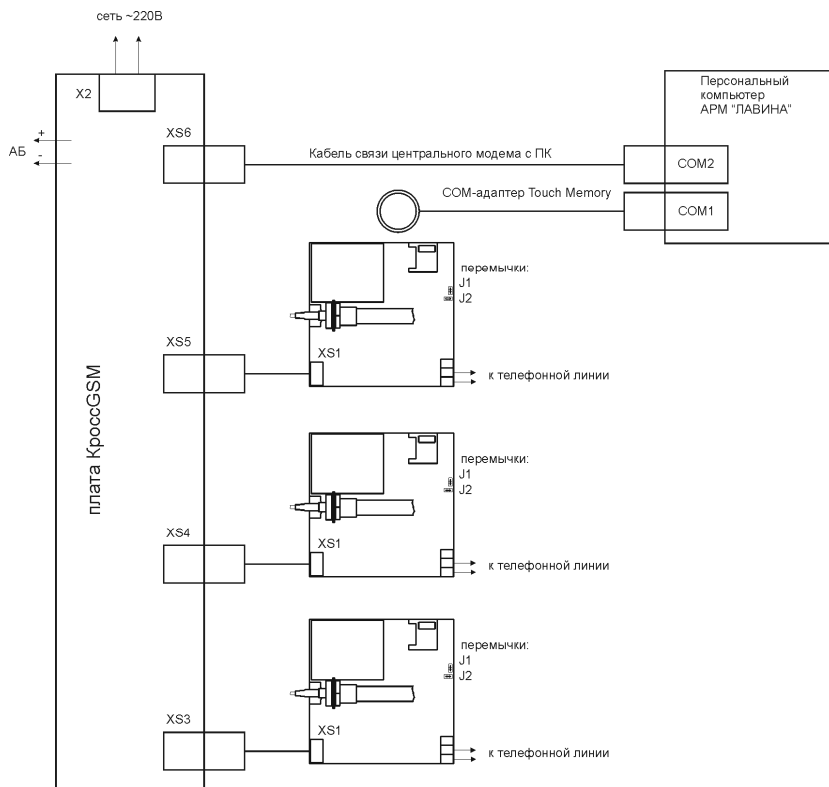 сеть ~220В
X2
+
АБ
-
XS6
Кабель связи центрального модема с ПК
Персональный
компьютер
АРМ "ЛАВИНА"
COM2
COM-адаптер Touch Memory
COM1
перемычки:
J1
J2
XS5
XS1
к телефонной линии
плата КроссGSM
перемычки:
J1
J2
XS4
XS1
к телефонной линии
перемычки:
J1
J2
XS3
XS1
к телефонной линии